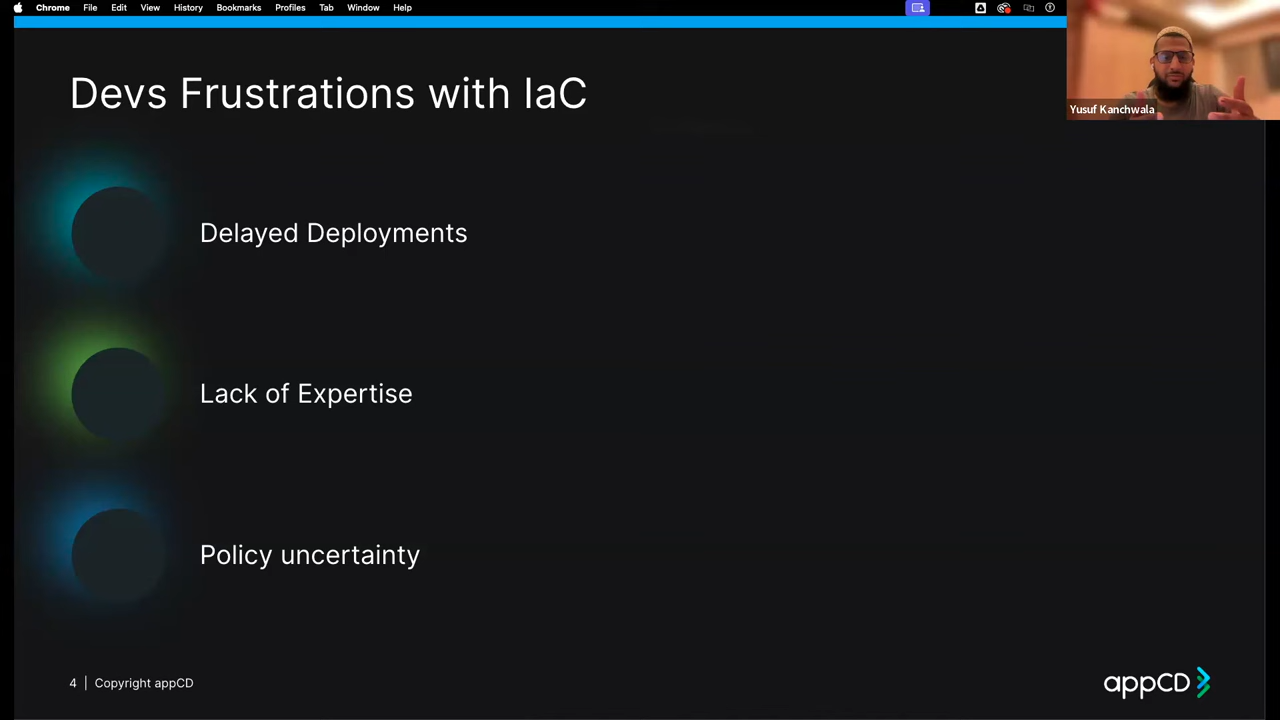 Chrome File Edit View History Bookmarks Profiles Tab Window Help
Yusuf Kanchwala
Devs Frustrations with IaC
Delayed Deployments
Lack of Expertise
Policy uncertainty
4 | Copyright appCD
appCD